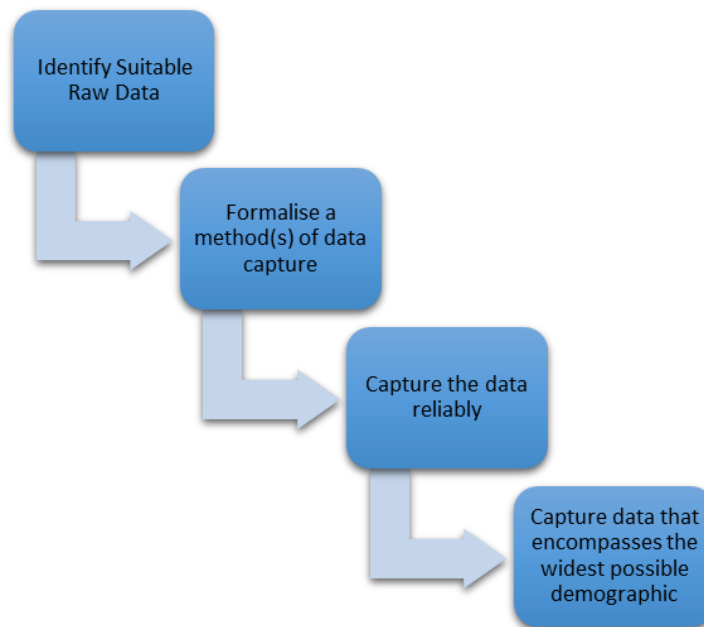 Identify Suitable
Raw Data
Formalise a
method(s) of data
capture
Capture the data
reliably
Capture data that
encompasses the
widest possible
demographic